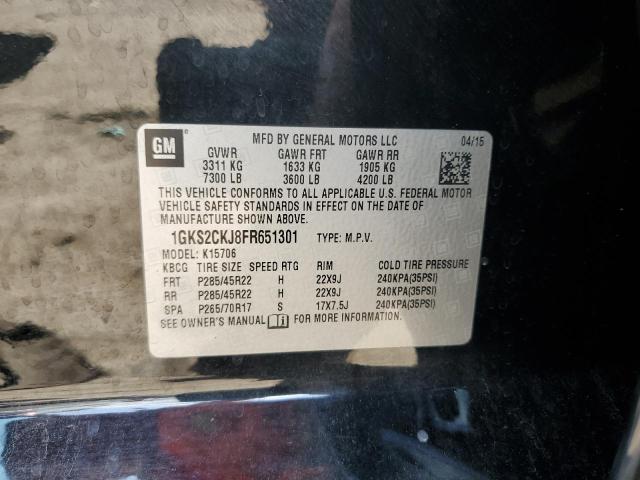 GM
MFD BY GENERAL MOTORS LLC 04/15
GVWR GAWR FRT GAWR RR
3311 KG 1633 KG 1905 KG
7300 LB 3600 LB 4200 LB
THIS VEHICLE CONFORMS TO ALL APPLICABLE U.S. FEDERAL MOTOR
VEHICLE SAFETY STANDARDS IN EFFECT ON THE DATE OF
MANUFACTURE SHOWN ABOVE.
1GKS2CKJ8FR651301 TYPE: M.P.V.
MODEL: K15706
KBCG TIRE SIZE SPEED RTG RIM COLD TIRE PRESSURE
FRT P285/45R22 H 22X9J 240KPA(35PSI)
RR P285/45R22 H 22X9J 240KPA(35PSI)
SPA P265/70R17 S 17X7.5J 240KPA(35PSI)
SEE OWNER'S MANUAL FOR MORE INFORMATION.